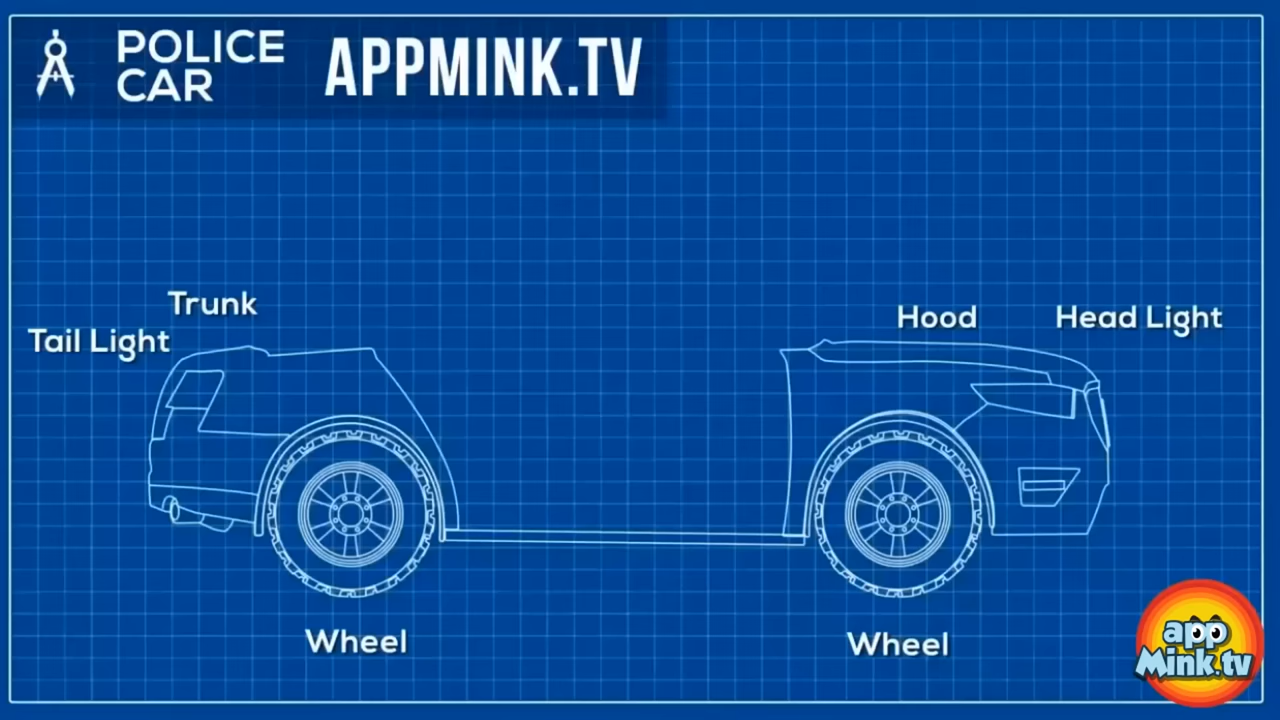 POLICE
CAR
APPMINK.TV
Trunk
Tail Light
Hood
Head Light
Wheel
Wheel
app
Mink.tv